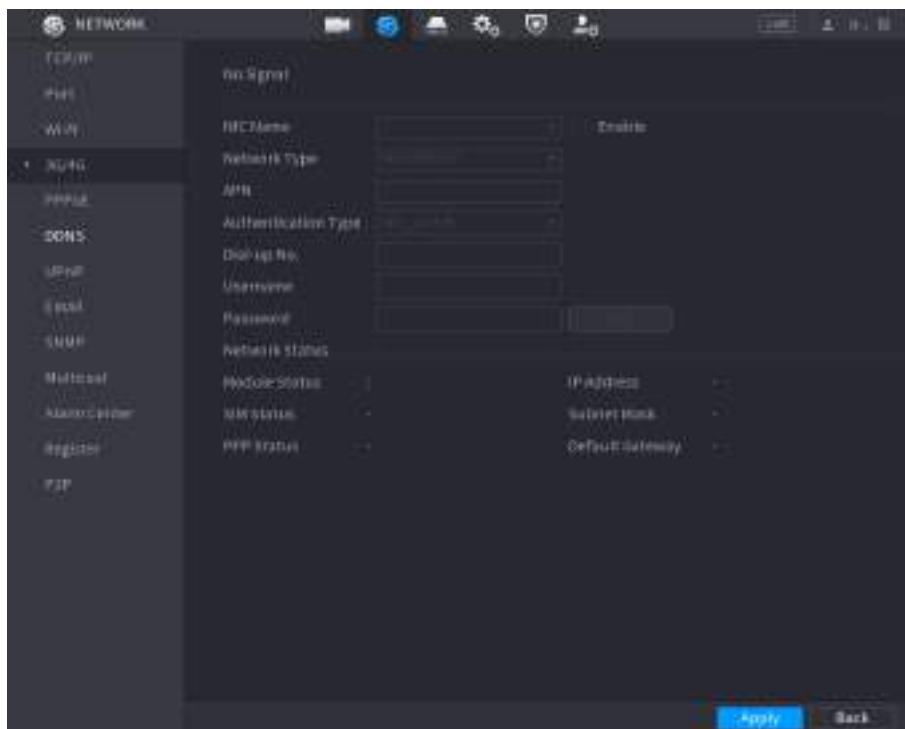 NETWORK
LIVE
TCP/IP
Port
Wi-Fi
3G/4G
PPPoE
DDNS
UPnP
Email
SNMP
Multicast
Alarm Center
Register
P2P
No Signal
NIC Name
Enable
Network Type
APN
Authentication Type
Dial-up No.
Username
Password
Network Status
Module Status
IP Address
SIM Status
Subnet Mask
PPP Status
Default Gateway
Apply
Back